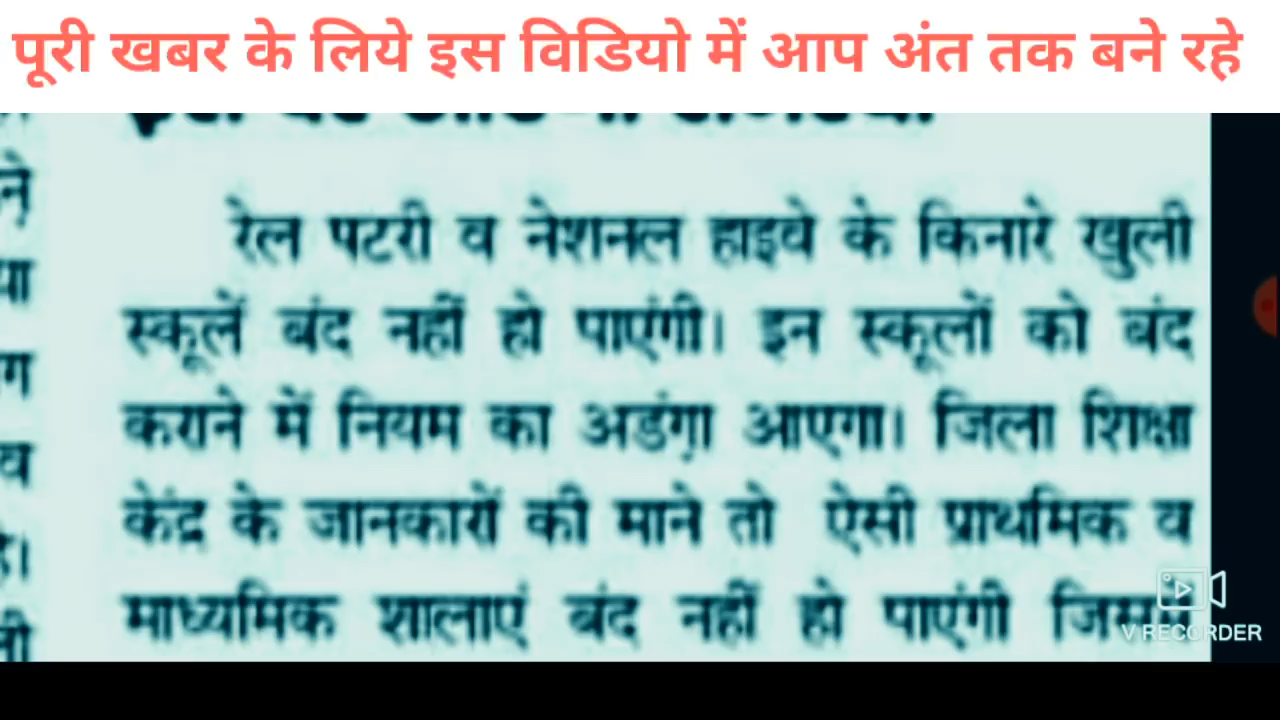 पूरी खबर के लिये इस विडियो में आप अंत तक बने रहे
रेल पटरी व नेशनल हाइवे के किनारे खुली
स्कूलें बंद नहीं हो पाएंगी। इन स्कूलों को बंद
कराने में नियम का अडंगा आएगा। जिला शिक्षा
केंद्र के जानकारों की माने तो ऐसी प्राथमिक व
माध्यमिक शालाएं बंद नहीं हो पाएंगी
V RECORDER